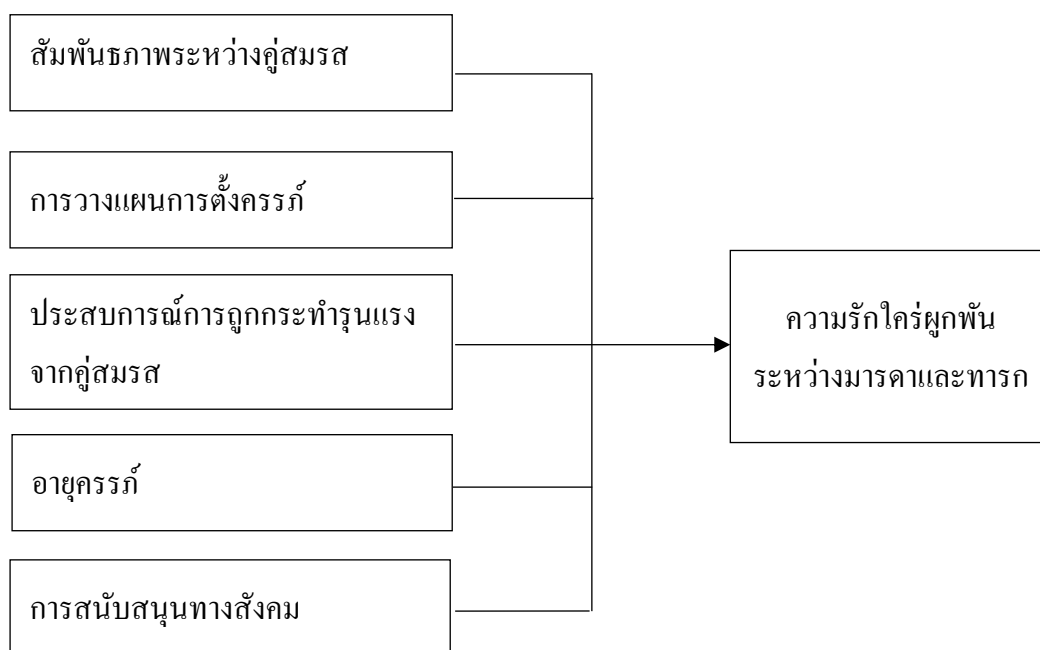 สัมพันธภาพระหว่างคู่สมรส
การวางแผนการตั้งครรภ์
ประสบการณ์การถูกกระทำรุนแรง
จากคู่สมรส
อายุครรภ์
การสนับสนุนทางสังคม
ความรักใคร่ผูกพัน
ระหว่างมารดาและทารก